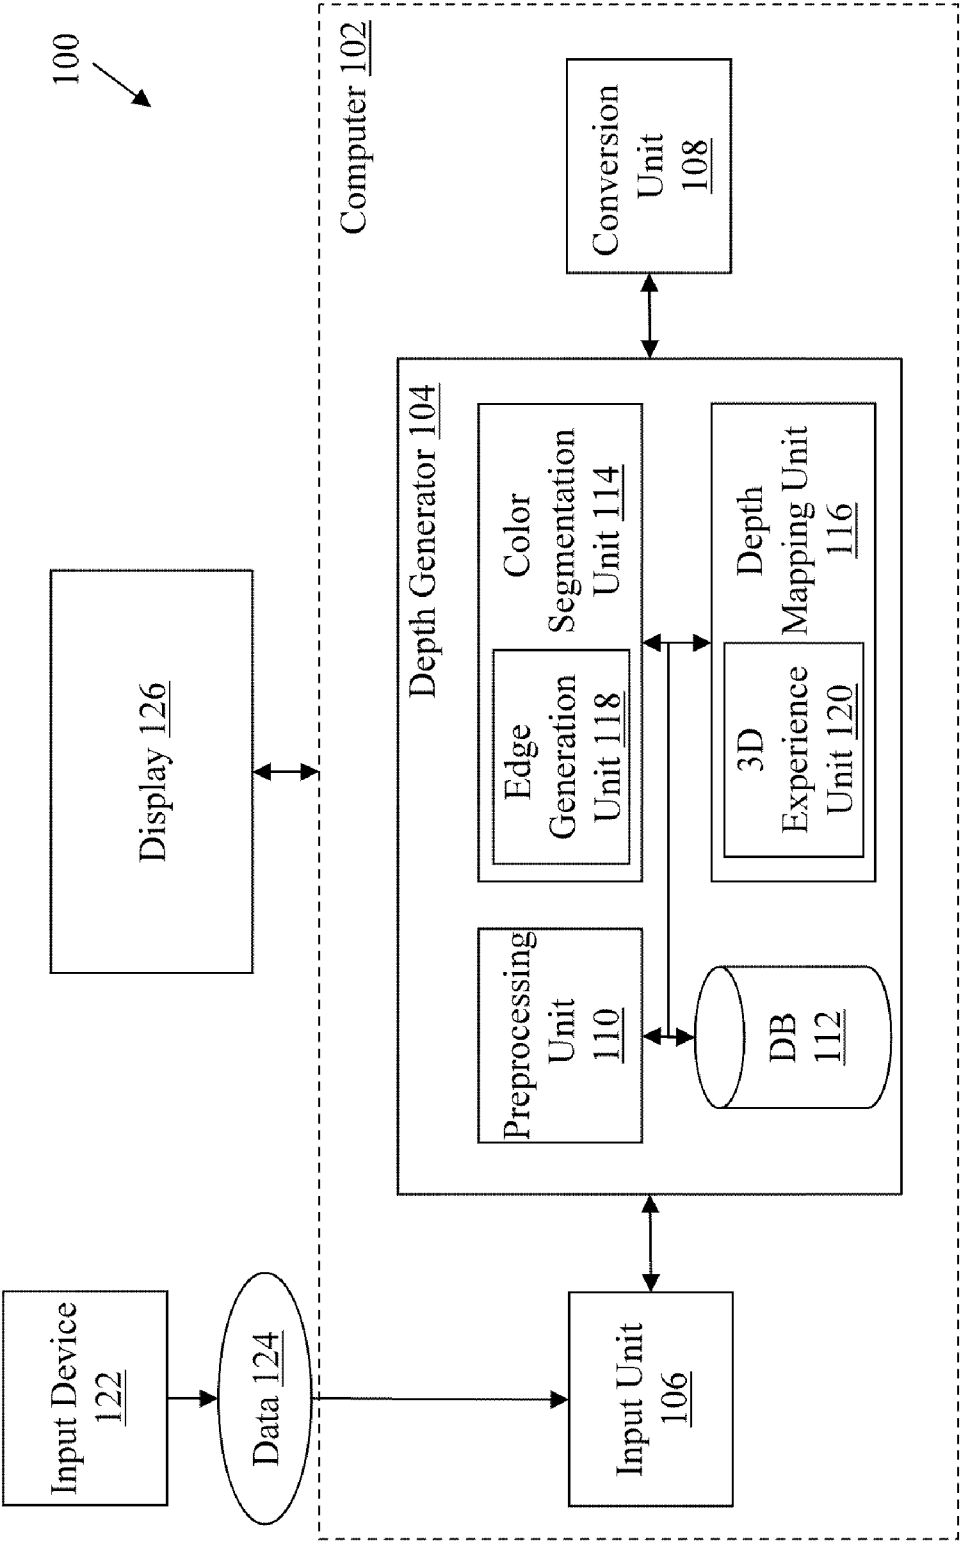 100
Input Device
122
Data 124
Display 126
Computer 102
Input Unit
106
Depth Generator 104
Preprocessing
Unit
110
DB
112
Color
Segmentation
Unit 114
Edge
Generation
Unit 118
Depth
Mapping Unit
116
3D
Experience
Unit 120
Conversion
Unit
108